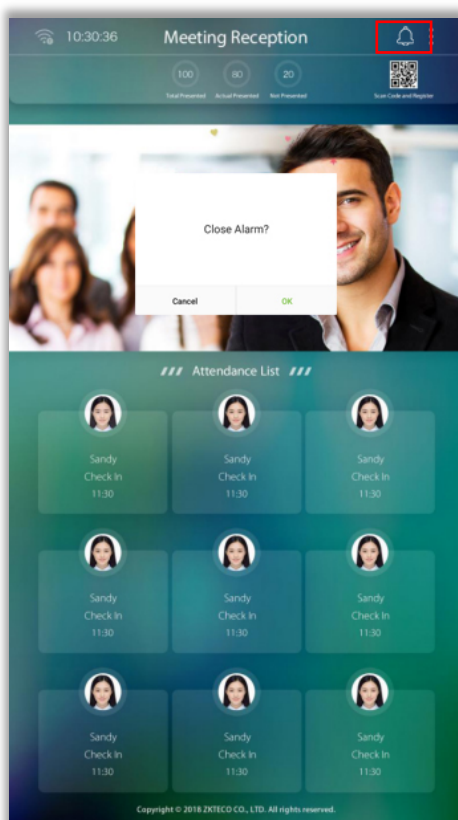 10:30:36 Meeting Reception
100 80 20
Total Presented Actual Presented Not Presented Scan Code and Register
Close Alarm?
Cancel OK
Attendance List
Sandy Sandy Sandy
Check In Check In Check In
11:30 11:30 11:30
Sandy Sandy Sandy
Check In Check In Check In
11:30 11:30 11:30
Sandy Sandy Sandy
Check In Check In Check In
11:30 11:30 11:30
Copyright © 2018 ZKTECO CO., LTD. All rights reserved.